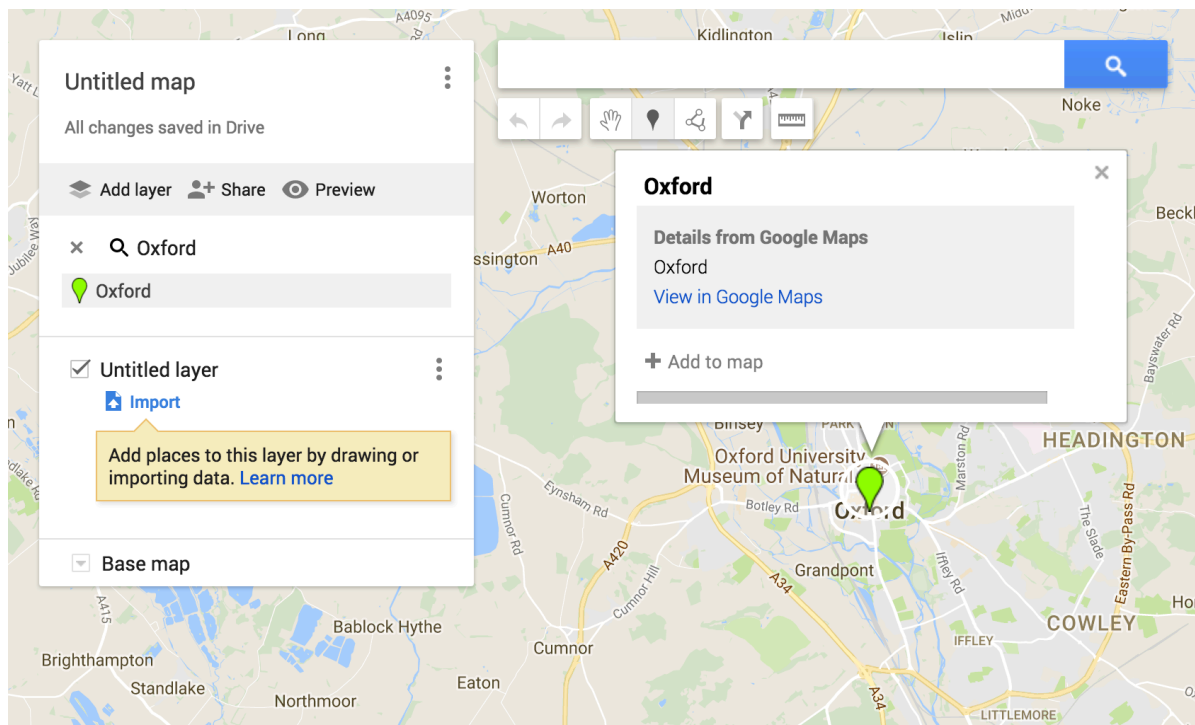 A4095
Long
Kidlington
Islip
Untitled map
Noke
All changes saved in Drive
Oxford
Add layer
Share
Preview
Worton
Details from Google Maps
Oxford
Oxford
A40
View in Google Maps
Oxford
Bayswater Rd
Add to map
Untitled layer
Import
Add places to this layer by drawing or
importing data. Learn more
Binsey
HEADINGTON
Oxford University
Museum of Natural
Marston Rd
Oxford
Botley Rd
Eynsham Rd
Cumnor Rd
The Slade
Eastern By-Pass Rd
A420
Base map
Grandpont
A34
Iffley Rd
Cumnor Hill
A415
Bablock Hythe
COWLEY
Cumnor
IFFLEY
Brighthampton
Standlake
Eaton
Northmoor
A34
LITTLEMORE